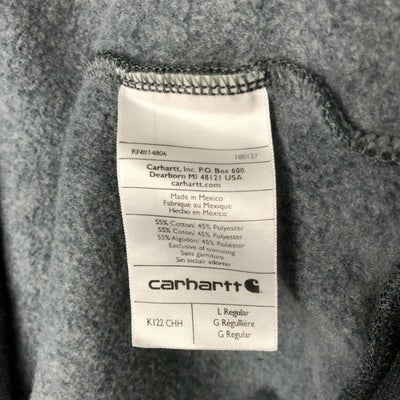 RN#14806 100127
Carhartt, Inc. P.O. Box 600
Dearborn MI 48121 USA
carhartt.com
Made in Mexico
Fabriqué au Mexique
Hecho en México
55% Cotton/ 45% Polyester
55% Coton/ 45% Polyester
55% Algodón/ 45% Polyester
Exclusive of trimming
Sans garniture
Sin incluir adorno
carhartt
K122 CHH
L Regular
G Régulière
G Regular